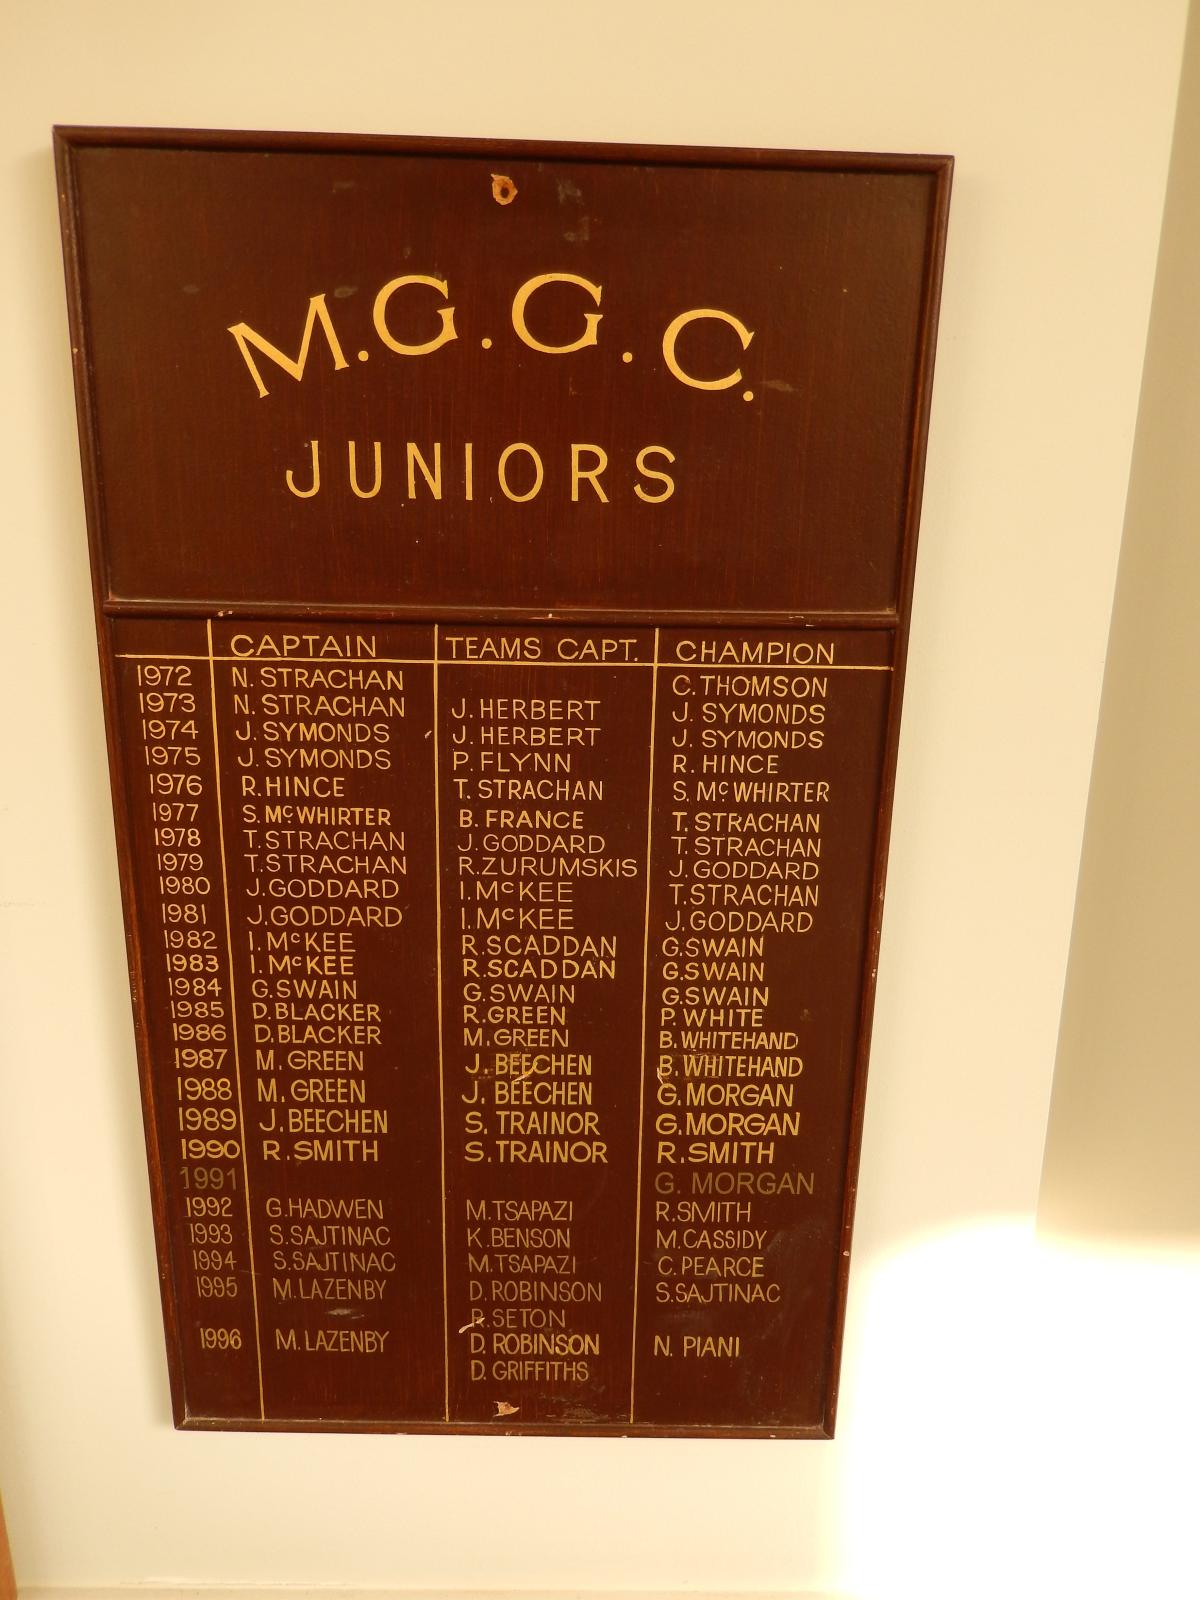 M.G.G.C.
JUNIORS
CAPTAIN TEAMS CAPT. CHAMPION
1972 N. STRACHAN C. THOMSON
1973 N. STRACHAN J. HERBERT J. SYMONDS
1974 J. SYMONDS J. HERBERT J. SYMONDS
1975 J. SYMONDS P. FLYNN R. HINCE
1976 R. HINCE T. STRACHAN S. McWHIRTER
1977 S. McWHIRTER B. FRANCE T. STRACHAN
1978 T. STRACHAN J. GODDARD T. STRACHAN
1979 T. STRACHAN R. ZURUMSKIS J. GODDARD
1980 J. GODDARD I. McKEE T. STRACHAN
1981 J. GODDARD I. McKEE J. GODDARD
1982 I. McKEE R. SCADDAN G. SWAIN
1983 I. McKEE R. SCADDAN G. SWAIN
1984 G. SWAIN G. SWAIN G. SWAIN
1985 D. BLACKER R. GREEN P. WHITE
1986 D. BLACKER M. GREEN B. WHITEHAND
1987 M. GREEN J. BEECHEN B. WHITEHAND
1988 M. GREEN J. BEECHEN G. MORGAN
1989 J. BEECHEN S. TRAINOR G. MORGAN
1990 R. SMITH S. TRAINOR R. SMITH
1991 G. MORGAN
1992 G. HADWEN M. TSAPAZI R. SMITH
1993 S. SAJTINAC K. BENSON M. CASSIDY
1994 S. SAJTINAC M. TSAPAZI C. PEARCE
1995 M. LAZENBY D. ROBINSON S. SAJTINAC
R. SETON
1996 M. LAZENBY D. ROBINSON N. PIANI
D. GRIFFITHS